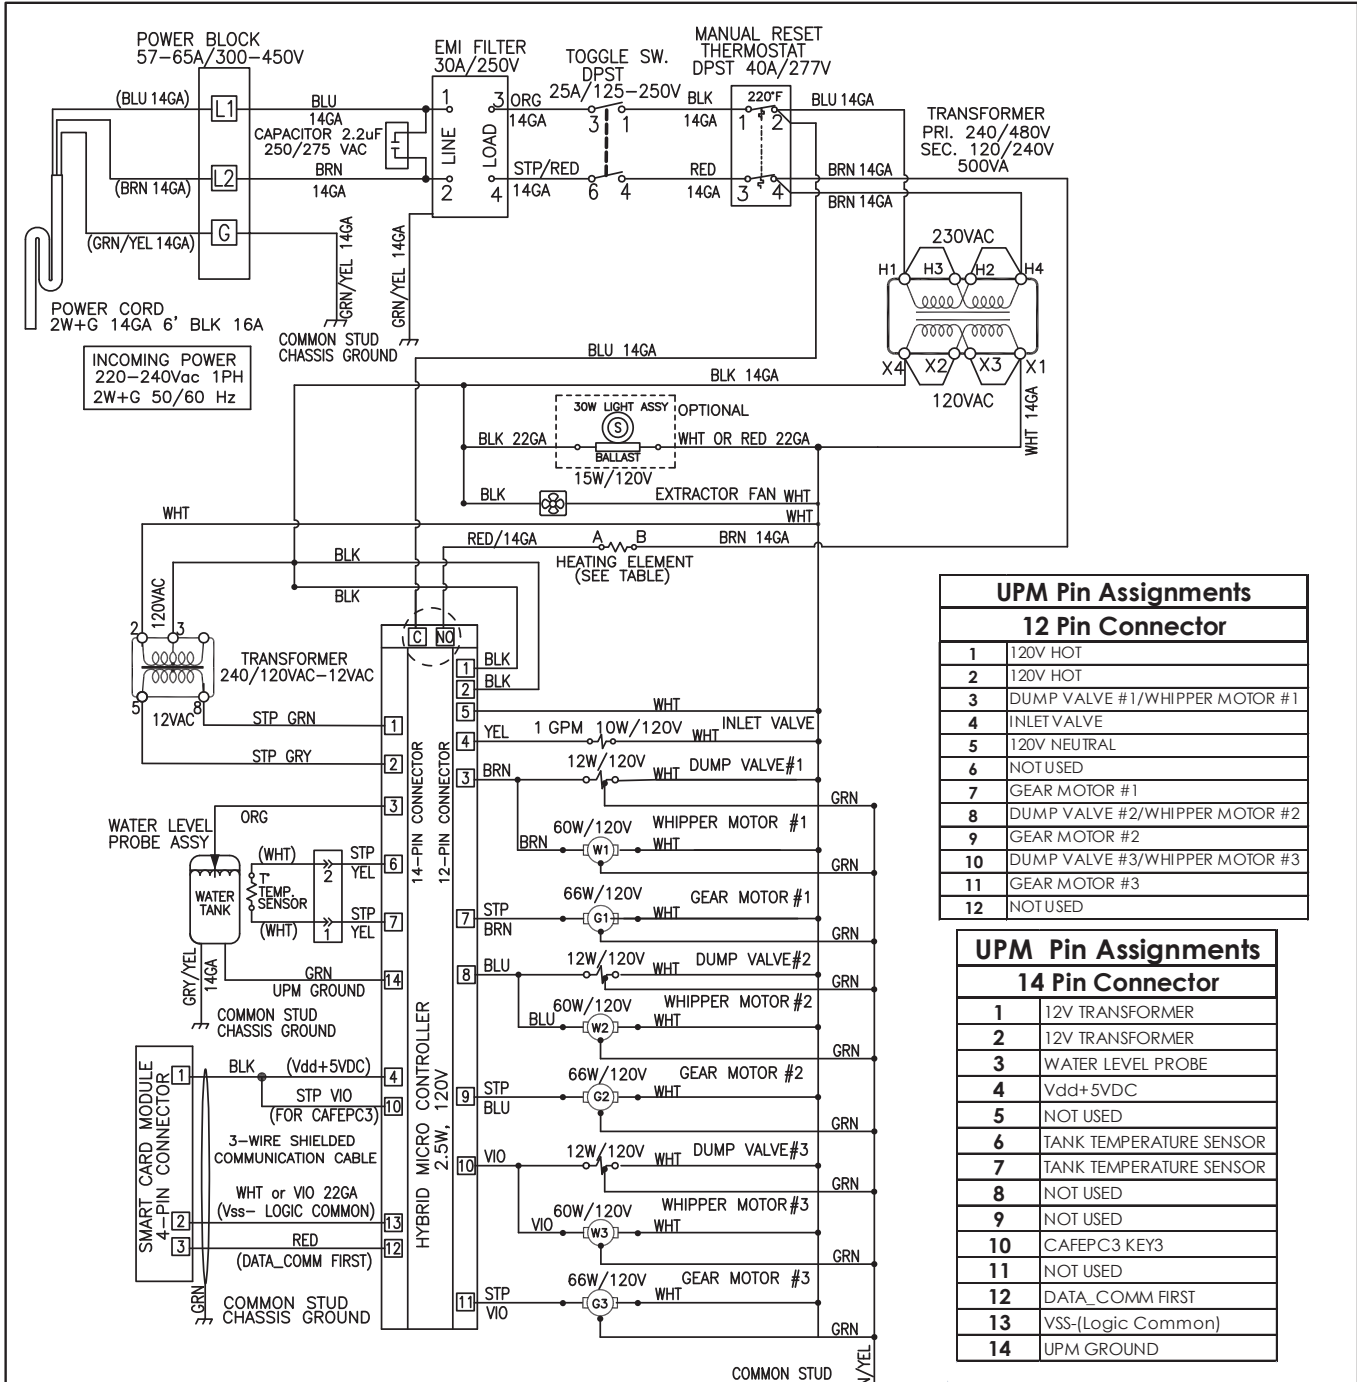 POWER BLOCK
57-65A/300-450V
EMI FILTER
30A/250V
TOGGLE SW.
DPST
25A/125-250V
MANUAL RESET
THERMOSTAT
DPST 40A/277V
(BLU 14GA)
L1
BLU
14GA
CAPACITOR 2.2uF
250/275 VAC
1
3
LINE
LOAD
ORG
14GA
3
1
BLK
14GA
220°F
1
2
BLU 14GA
TRANSFORMER
PRI. 240/480V
SEC. 120/240V
500VA
(BRN 14GA)
L2
BRN
14GA
2
4
STP/RED
14GA
6
4
RED
14GA
3
4
BRN 14GA
BRN 14GA
(GRN/YEL 14GA)
G
GRN/YEL 14GA
GRN/YEL 14GA
230VAC
H1
H3
H2
H4
POWER CORD
2W+G 14GA 6' BLK 16A
COMMON STUD
CHASSIS GROUND
INCOMING POWER
220-240Vac 1PH
2W+G 50/60 Hz
BLU 14GA
BLK 14GA
X4
X2
X3
X1
120VAC
WHT 14GA
30W LIGHT ASSY
OPTIONAL
S
BLK 22GA
BALLAST
WHT OR RED 22GA
15W/120V
BLK
EXTRACTOR FAN
WHT
WHT
WHT
RED/14GA
A
B
BRN 14GA
HEATING ELEMENT
(SEE TABLE)
BLK
BLK
120VAC
2
3
TRANSFORMER
240/120VAC-12VAC
5
8
12VAC
C
NO
1
BLK
2
BLK
5
WHT
STP GRN
1
STP GRY
2
14-PIN CONNECTOR
12-PIN CONNECTOR
HYBRID MICRO CONTROLLER
2.5W, 120V
4
YEL
1 GPM
10W/120V
WHT
INLET VALVE
3
BRN
12W/120V
WHT
DUMP VALVE#1
GRN
BRN
60W/120V
W1
WHT
WHIPPER MOTOR #1
GRN
7
STP
BRN
66W/120V
G1
WHT
GEAR MOTOR #1
GRN
8
BLU
12W/120V
WHT
DUMP VALVE#2
GRN
BLU
60W/120V
W2
WHT
WHIPPER MOTOR #2
GRN
9
STP
BLU
66W/120V
G2
WHT
GEAR MOTOR #2
GRN
10
VIO
12W/120V
WHT
DUMP VALVE#3
GRN
VIO
60W/120V
W3
WHT
WHIPPER MOTOR #3
GRN
11
STP
VIO
66W/120V
G3
WHT
GEAR MOTOR #3
GRN
COMMON STUD
3
ORG
WATER LEVEL
PROBE ASSY
WATER
TANK
(WHT)
T°
TEMP.
SENSOR
(WHT)
2
1
STP
YEL
6
STP
YEL
7
GRY/YEL
14GA
GRN
UPM GROUND
14
COMMON STUD
CHASSIS GROUND
SMART CARD MODULE
4-PIN CONNECTOR
1
BLK
(Vdd+5VDC)
4
STP VIO
(FOR CAFEPC3)
10
3-WIRE SHIELDED
COMMUNICATION CABLE
WHT or VIO 22GA
(Vss- LOGIC COMMON)
2
13
3
RED
(DATA_COMM FIRST)
12
GRN
COMMON STUD
CHASSIS GROUND
UPM Pin Assignments
12 Pin Connector
1 120V HOT
2 120V HOT
3 DUMP VALVE #1/WHIPPER MOTOR #1
4 INLET VALVE
5 120V NEUTRAL
6 NOT USED
7 GEAR MOTOR #1
8 DUMP VALVE #2/WHIPPER MOTOR #2
9 GEAR MOTOR #2
10 DUMP VALVE #3/WHIPPER MOTOR #3
11 GEAR MOTOR #3
12 NOT USED
UPM Pin Assignments
14 Pin Connector
1 12V TRANSFORMER
2 12V TRANSFORMER
3 WATER LEVEL PROBE
4 Vdd+5VDC
5 NOT USED
6 TANK TEMPERATURE SENSOR
7 TANK TEMPERATURE SENSOR
8 NOT USED
9 NOT USED
10 CAFEPC3 KEY3
11 NOT USED
12 DATA_COMM FIRST
13 VSS-(Logic Common)
14 UPM GROUND